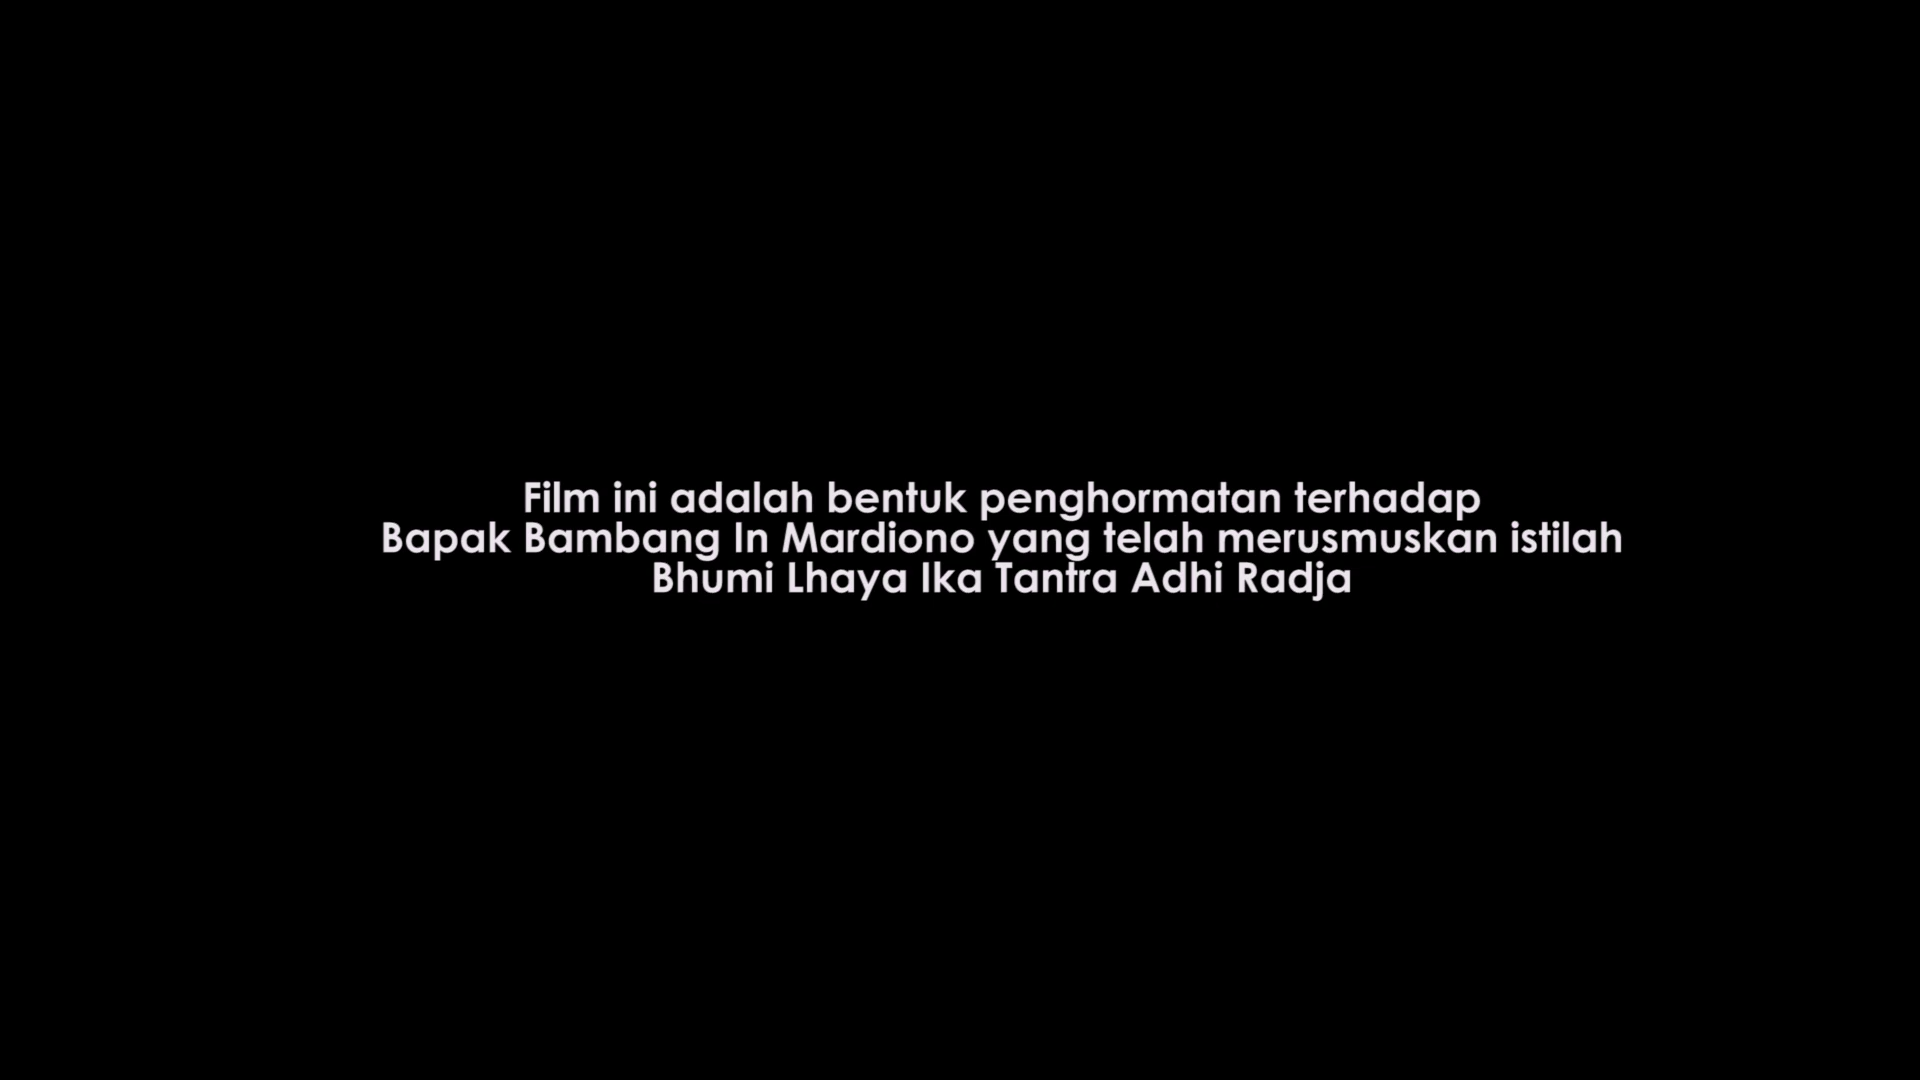 Film ini adalah bentuk penghormatan terhadap
Bapak Bambang In Mardiono yang telah merusmuskan istilah
Bhumi Lhaya Ika Tantra Adhi Radja